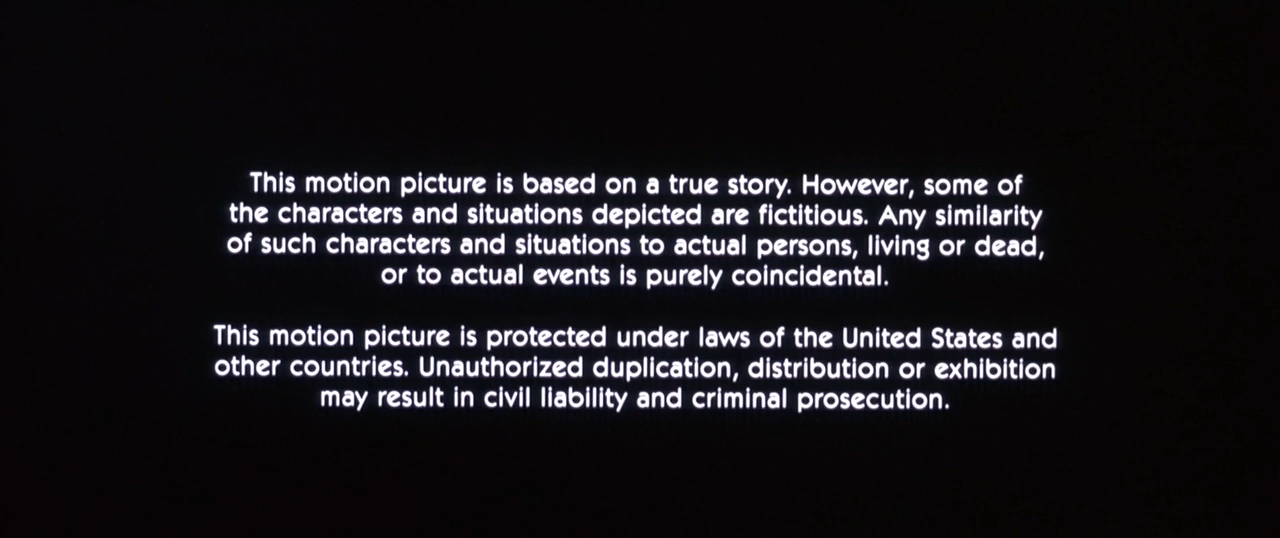 This motion picture is based on a true story. However, some of
the characters and situations depicted are fictitious. Any similarity
of such characters and situations to actual persons, living or dead,
or to actual events is purely coincidental.
This motion picture is protected under laws of the United States and
other countries. Unauthorized duplication, distribution or exhibition
may result in civil liability and criminal prosecution.